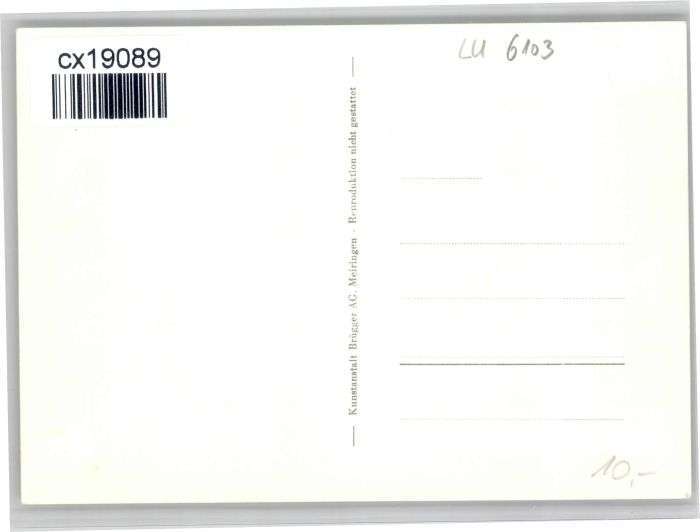 cx19089
LU 6103
Kunstanstalt Brügger AG. Meiringen - Reproduktion nicht gestattet
10,-